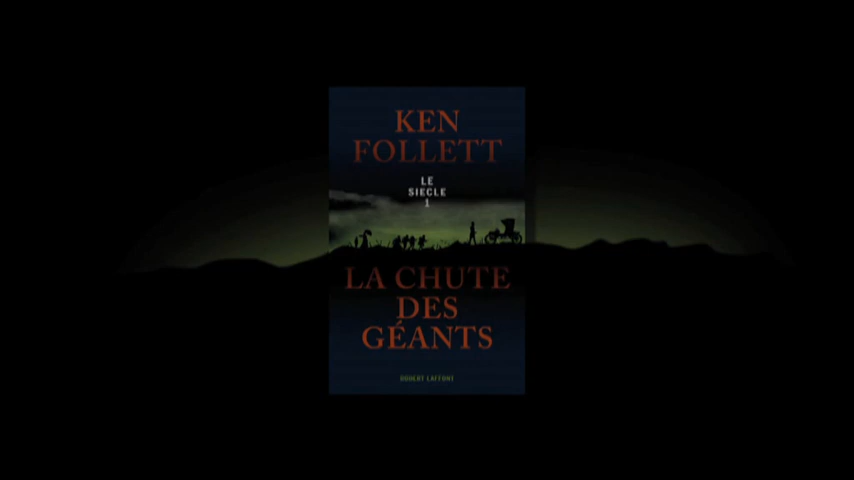 KEN
FOLLETT
LE
SIECLE
1
LA CHUTE
DES
GÉANTS
ROBERT LAFFONT